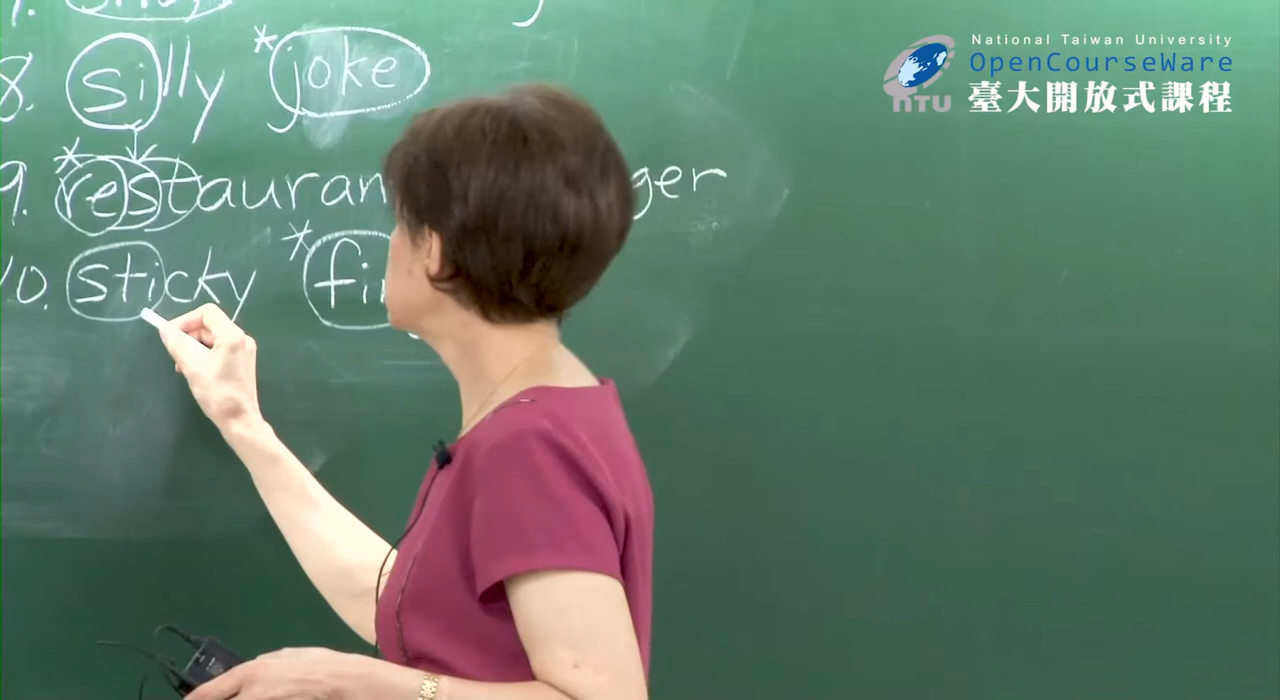 8. silly *joke
9. *restauran ger
10. sticky *fi
National Taiwan University
OpenCourseWare
NTU 臺大開放式課程